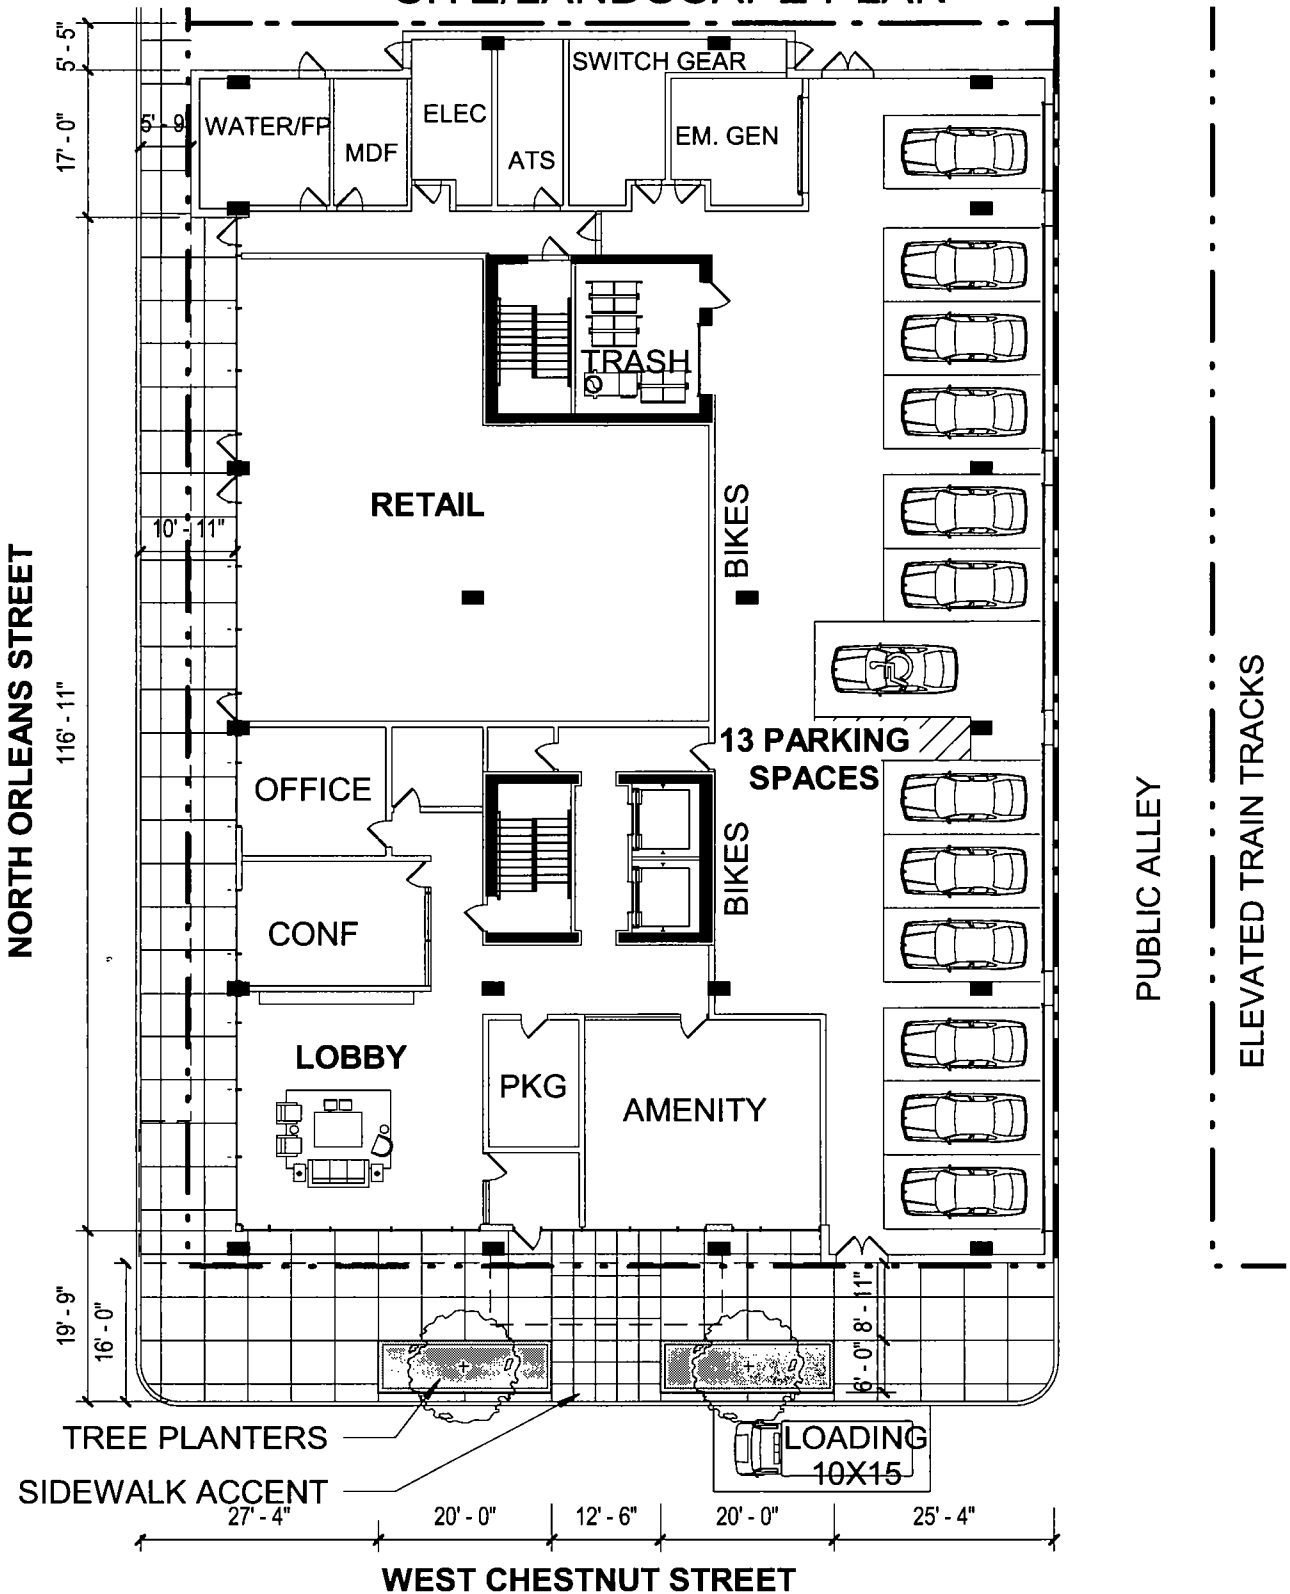 SITE/LANDSCAPE PLAN
5' - 5"
SWITCH GEAR
17' - 0"
5' - 9
WATER/FP
MDF
ELEC
ATS
EM. GEN
TRASH
RETAIL
BIKES
10' - 11"
NORTH ORLEANS STREET
116' - 11"
13 PARKING
SPACES
OFFICE
BIKES
CONF
PUBLIC ALLEY
ELEVATED TRAIN TRACKS
LOBBY
PKG
AMENITY
19' - 9"
16' - 0"
8' - 11"
6' - 0"
TREE PLANTERS
LOADING
10X15
SIDEWALK ACCENT
27' - 4"
20' - 0"
12' - 6"
20' - 0"
25' - 4"
WEST CHESTNUT STREET